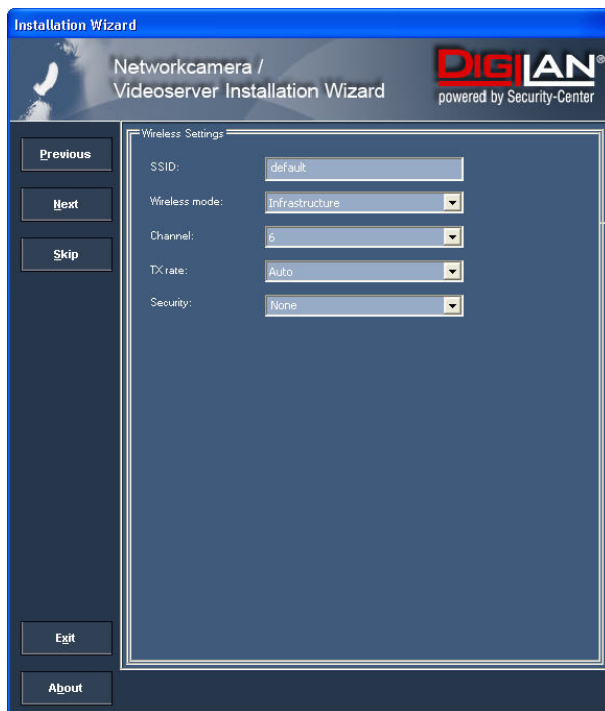 Installation Wizard
Networkcamera /
Videoserver Installation Wizard
DIGILAN®
powered by Security-Center
Previous
Next
Skip
Exit
About
Wireless Settings
SSID: default
Wireless mode: Infrastructure
Channel: 6
TX rate: Auto
Security: None